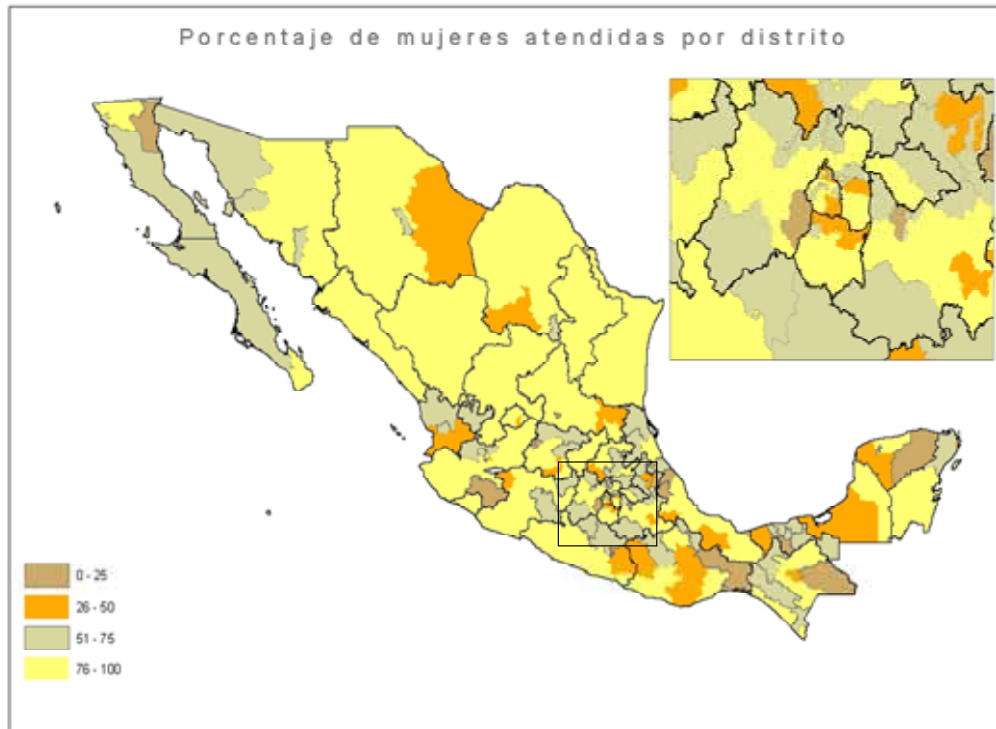 Porcentaje de mujeres atendidas por distrito
0 - 25
26 - 50
51 - 75
76 - 100